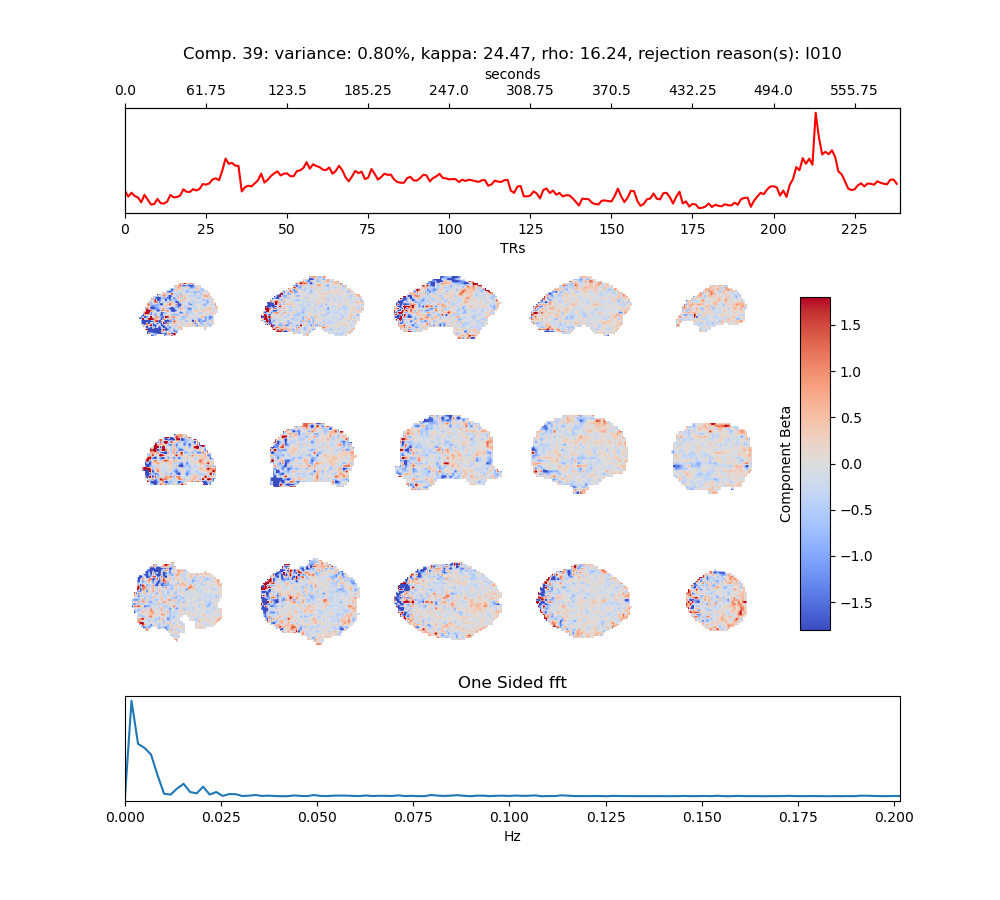 Comp. 39: variance: 0.80%, kappa: 24.47, rho: 16.24, rejection reason(s): I010
seconds
0.0 61.75 123.5 185.25 247.0 308.75 370.5 432.25 494.0 555.75
0 25 50 75 100 125 150 175 200 225
TRs
1.5
1.0
0.5
0.0
−0.5
−1.0
−1.5
Component Beta
One Sided fft
0.000 0.025 0.050 0.075 0.100 0.125 0.150 0.175 0.200
Hz